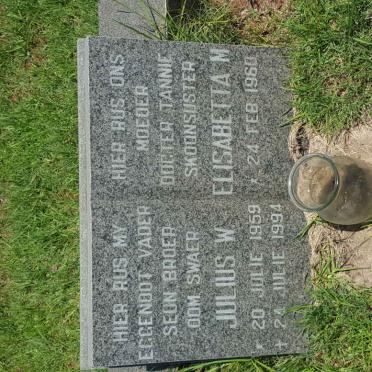 HIER RUS MY
EGGENOOT VADER
SEUN BROER
OOM SWAER
JULIUS W
* 20 JULIE 1959
+ 24 JULIE 1994
HIER RUS ONS
MOEDER
DOGTER TANNIE
SKOONSUSTER
ELISABETTA M
* 24 FEB 1960